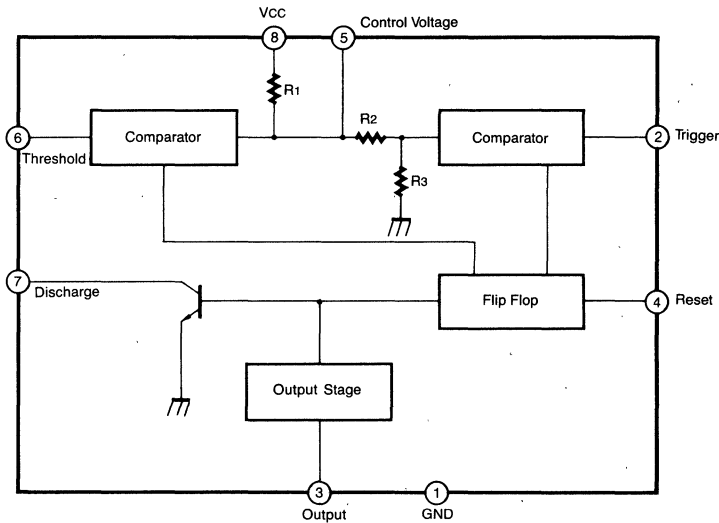 Vcc
Control Voltage
8
5
R1
R2
Comparator
Comparator
6
2
Trigger
Threshold
R3
7
Discharge
Flip Flop
4
Reset
Output Stage
3
1
Output
GND